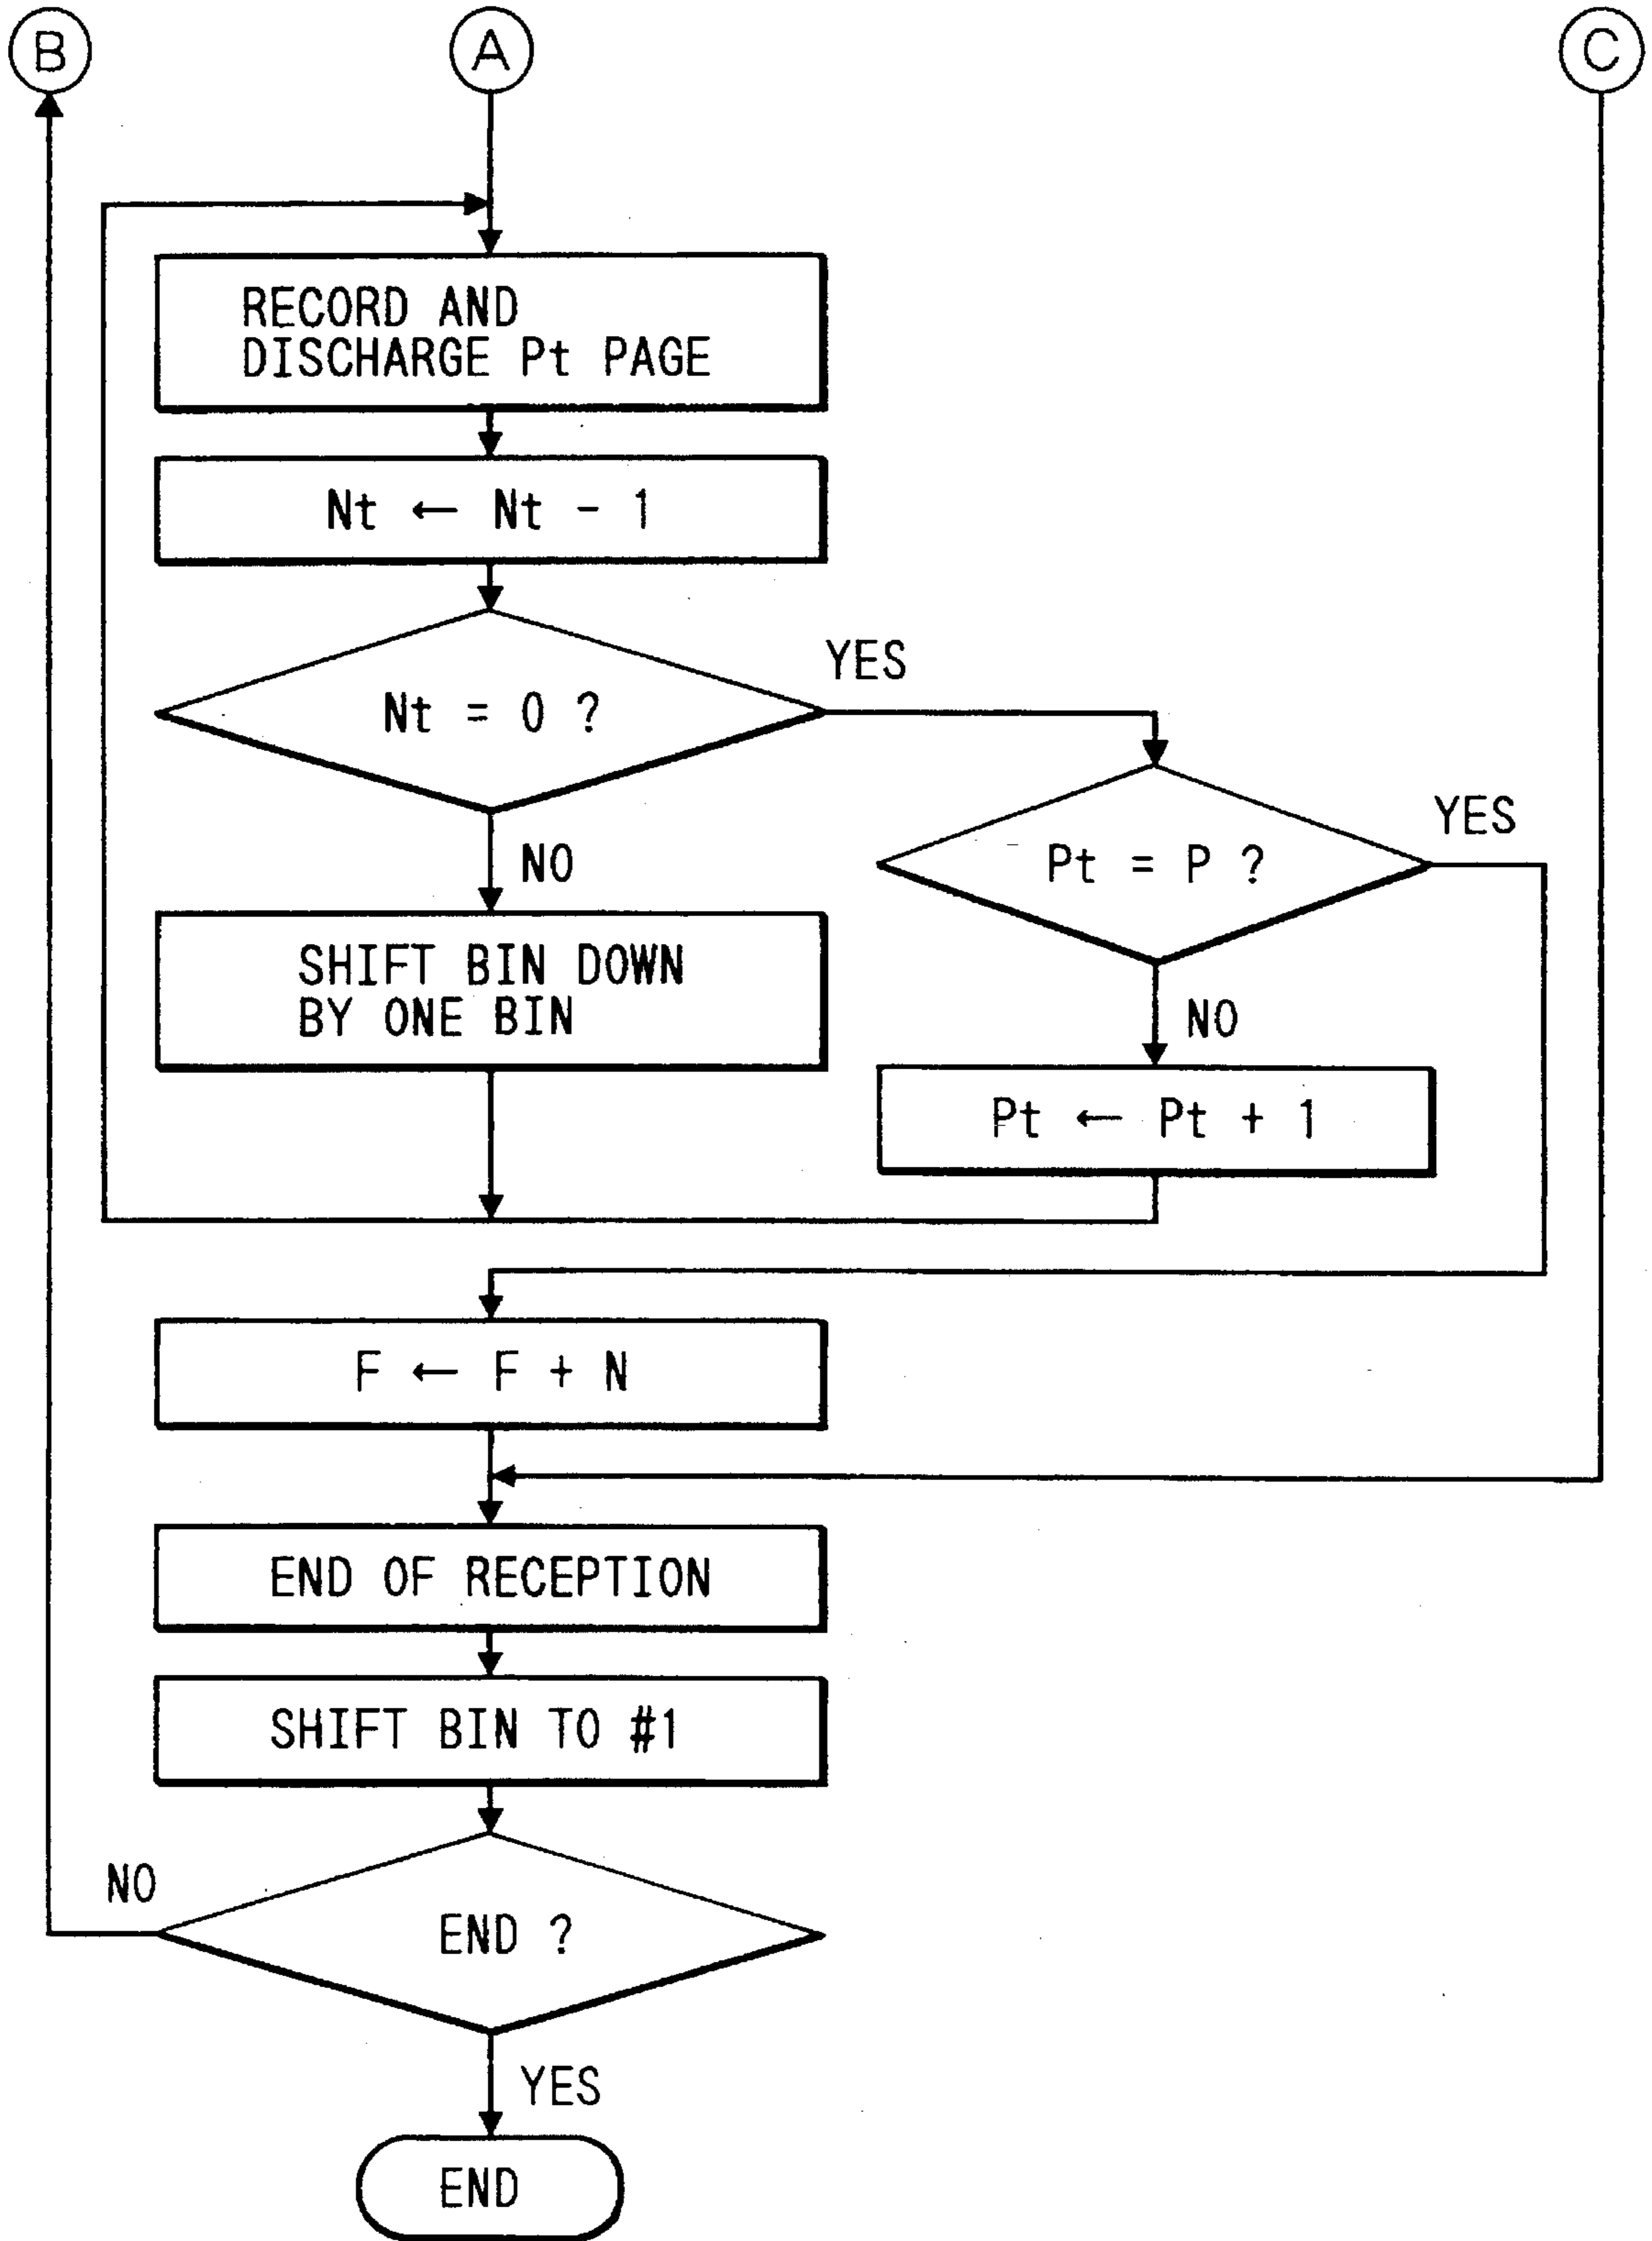 B
A
C
RECORD AND
DISCHARGE Pt PAGE
Nt ← Nt - 1
Nt = 0 ?
YES
NO
Pt = P ?
YES
NO
SHIFT BIN DOWN
BY ONE BIN
Pt ← Pt + 1
F ← F + N
END OF RECEPTION
SHIFT BIN TO #1
END ?
NO
YES
END